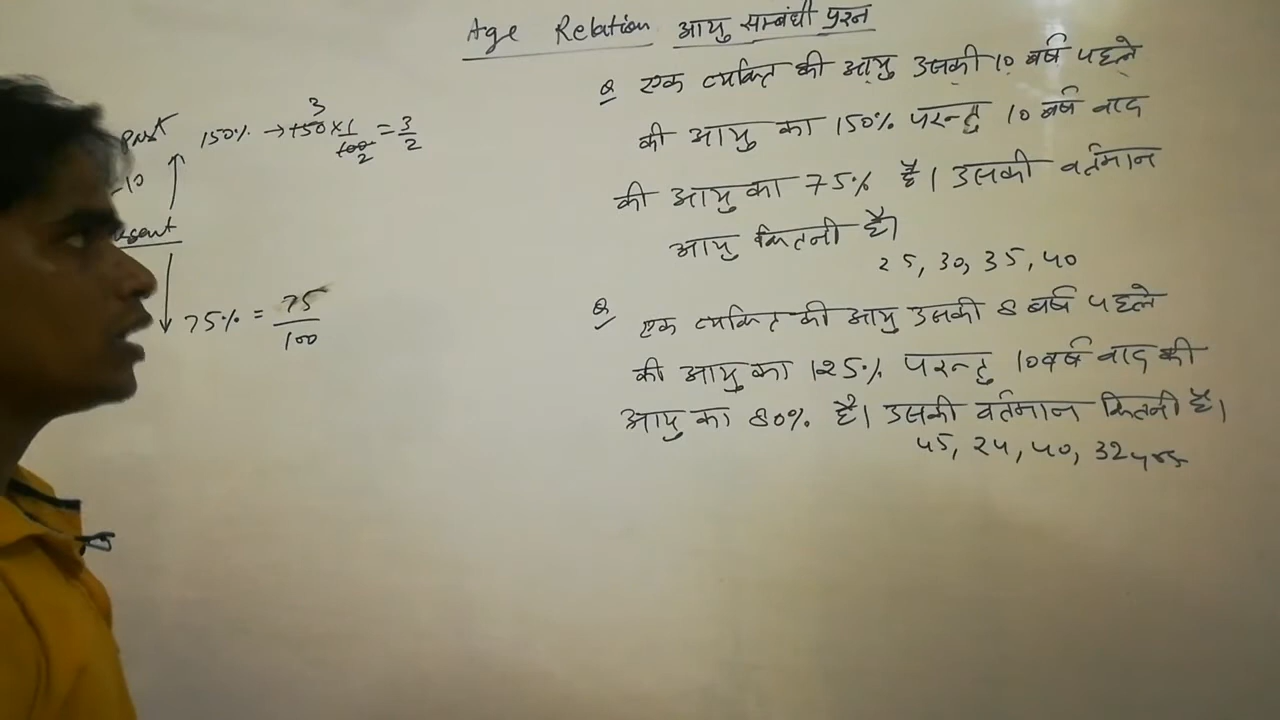 Age Relation आयु सम्बंधी प्रश्न
Q एक व्यक्ति की आयु उसकी 10 वर्ष पहले
की आयु का 150% परन्तु 10 वर्ष बाद
की आयु का 75% है। उसकी वर्तमान
आयु कितनी है।
25, 30, 35, 40
Q एक व्यक्ति की आयु उसकी 8 वर्ष पहले
की आयु का 125% परन्तु 10 वर्ष बाद की
आयु का 80% है। उसकी वर्तमान कितनी है।
45, 24, 40, 32 yrs
past 150% → 150 × 1/100 = 3/2
3
2
-10
75% = 75/100